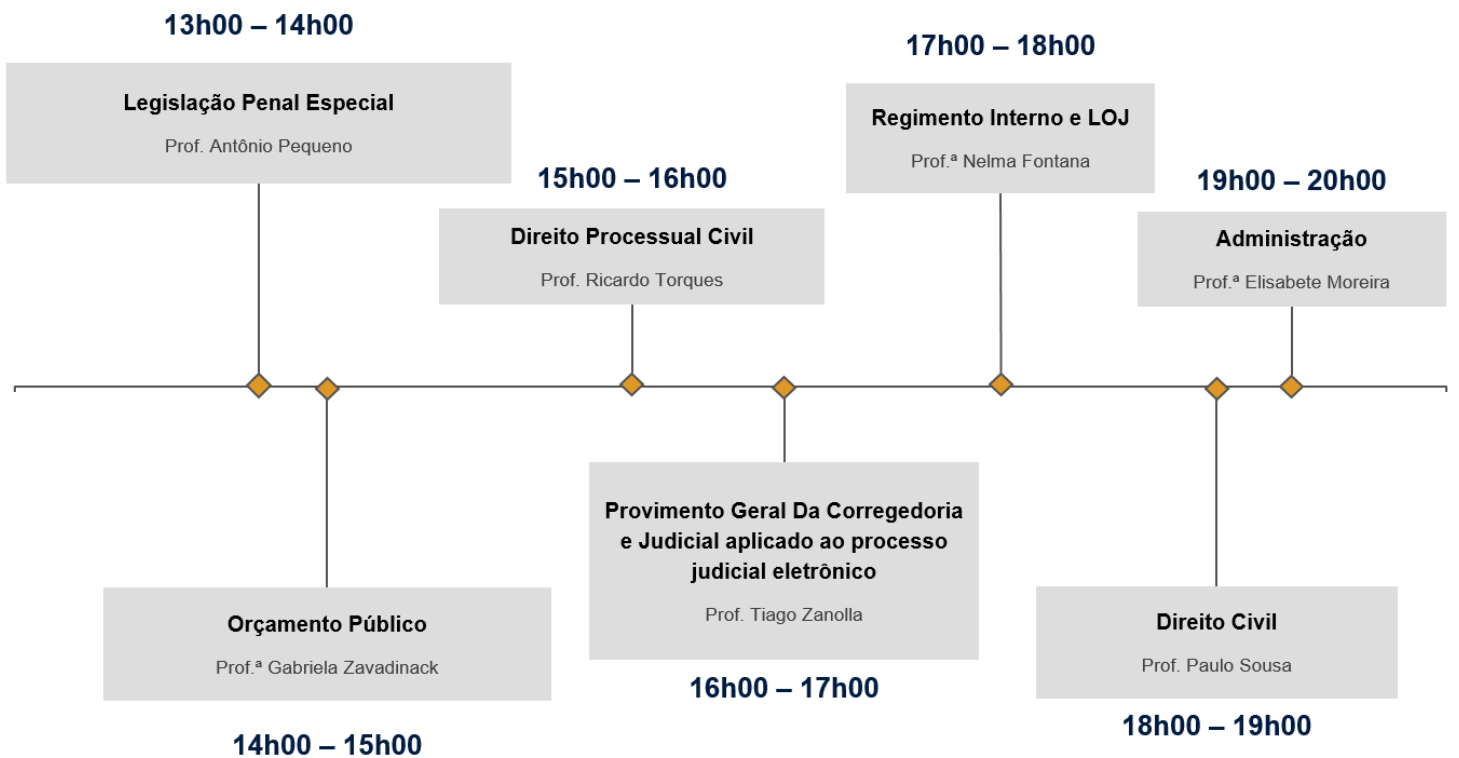 13h00 – 14h00
Legislação Penal Especial
Prof. Antônio Pequeno
15h00 – 16h00
Direito Processual Civil
Prof. Ricardo Torques
17h00 – 18h00
Regimento Interno e LOJ
Prof.ª Nelma Fontana
19h00 – 20h00
Administração
Prof.ª Elisabete Moreira
Orçamento Público
Prof.ª Gabriela Zavadinack
14h00 – 15h00
Provimento Geral Da Corregedoria
e Judicial aplicado ao processo
judicial eletrônico
Prof. Tiago Zanolla
16h00 – 17h00
Direito Civil
Prof. Paulo Sousa
18h00 – 19h00